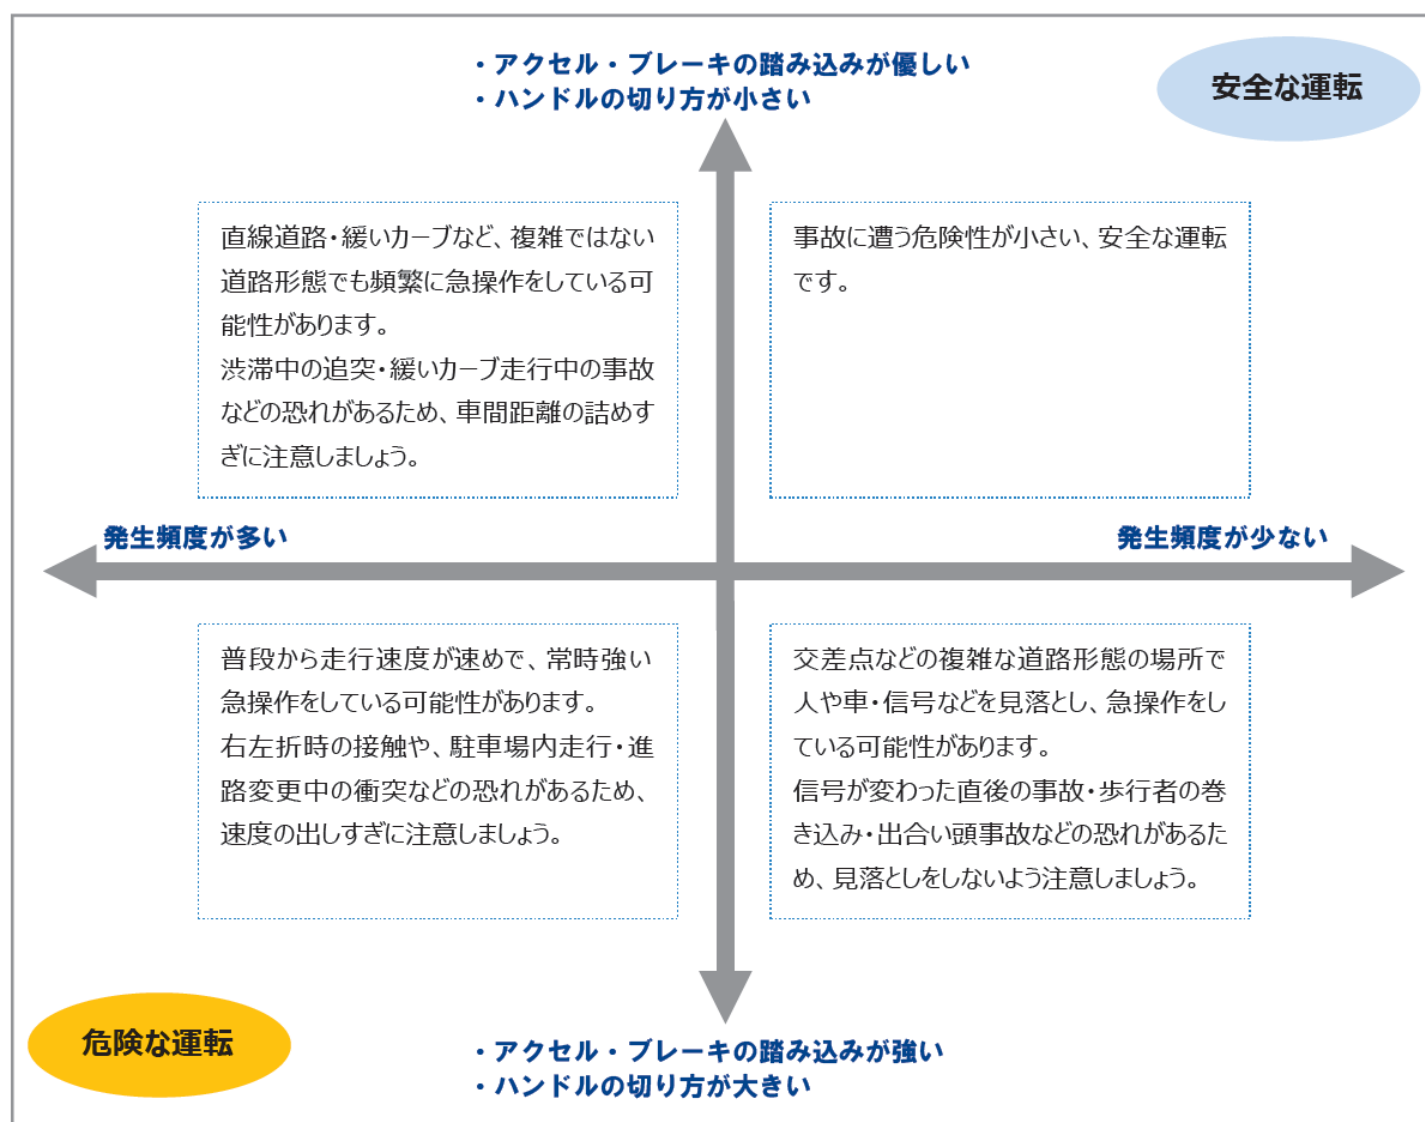 ・アクセル・ブレーキの踏み込みが優しい
・ハンドルの切り方が小さい
安全な運転
直線道路・緩いカーブなど、複雑ではない
道路形態でも頻繁に急操作をしている可
能性があります。
渋滞中の追突・緩いカーブ走行中の事故
などの恐れがあるため、車間距離の詰めす
ぎに注意しましょう。
事故に遭う危険性が小さい、安全な運転
です。
発生頻度が多い
発生頻度が少ない
普段から走行速度が速めで、常時強い
急操作をしている可能性があります。
右左折時の接触や、駐車場内走行・進
路変更中の衝突などの恐れがあるため、
速度の出しすぎに注意しましょう。
交差点などの複雑な道路形態の場所で
人や車・信号などを見落とし、急操作をし
ている可能性があります。
信号が変わった直後の事故・歩行者の巻
き込み・出合い頭事故などの恐れがあるた
め、見落としをしないよう注意しましょう。
危険な運転
・アクセル・ブレーキの踏み込みが強い
・ハンドルの切り方が大きい